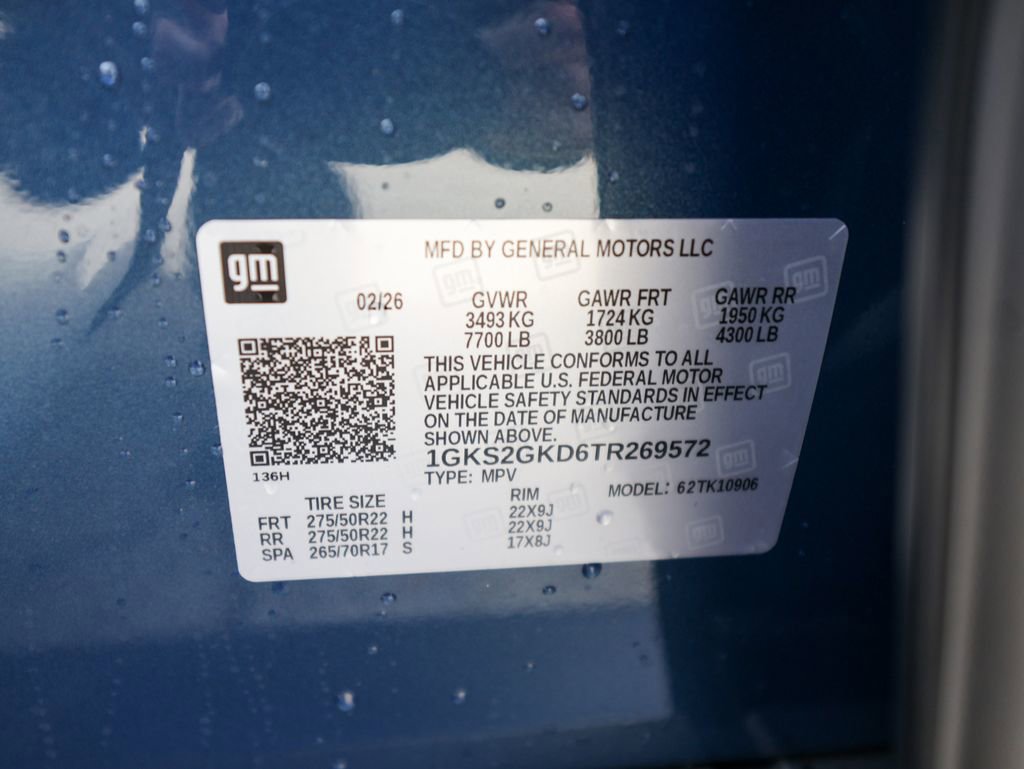 gm
MFD BY GENERAL MOTORS LLC
02/26 GVWR GAWR FRT GAWR RR
3493 KG 1724 KG 1950 KG
7700 LB 3800 LB 4300 LB
THIS VEHICLE CONFORMS TO ALL
APPLICABLE U.S. FEDERAL MOTOR
VEHICLE SAFETY STANDARDS IN EFFECT
ON THE DATE OF MANUFACTURE
SHOWN ABOVE.
1GKS2GKD6TR269572
136H
TYPE: MPV
MODEL: 62TK10906
TIRE SIZE RIM
FRT 275/50R22 H 22X9J
RR 275/50R22 H 22X9J
SPA 265/70R17 S 17X8J